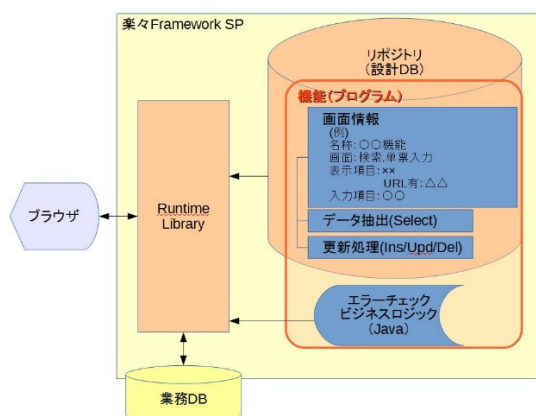 楽々Framework SP
リポジトリ
(設計DB)
機能(プログラム)
画面情報
(例)
名称:〇〇機能
画面:検索,単票入力
表示項目:××
URL有:△△
入力項目:〇〇
データ抽出(Select)
更新処理(Ins/Upd/Del)
エラーチェック
ビジネスロジック
(Java)
Runtime
Library
ブラウザ
業務DB